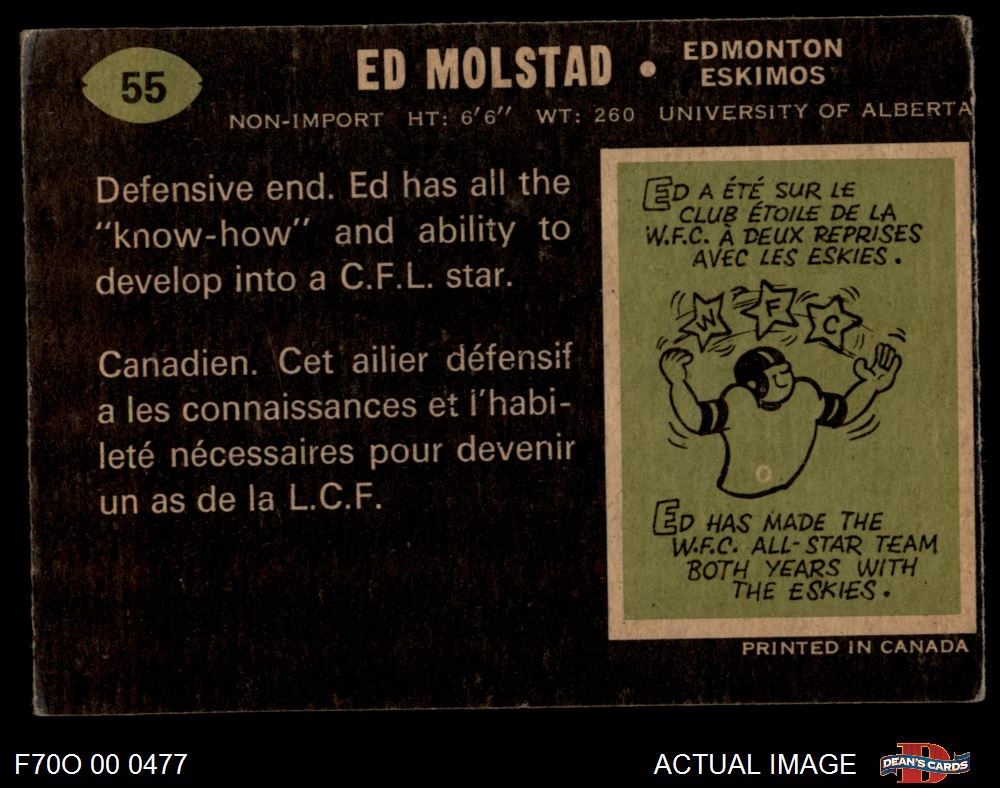 55
ED MOLSTAD • EDMONTON
ESKIMOS
NON-IMPORT HT: 6'6" WT: 260 UNIVERSITY OF ALBERTA
Defensive end. Ed has all the
"know-how" and ability to
develop into a C.F.L. star.
Canadien. Cet ailier défensif
a les connaissances et l'habi-
leté nécessaires pour devenir
un as de la L.C.F.
ED A ÉTÉ SUR LE
CLUB ÉTOILE DE LA
W.F.C. À DEUX REPRISES
AVEC LES ESKIES.
W F C
0
ED HAS MADE THE
W.F.C. ALL-STAR TEAM
BOTH YEARS WITH
THE ESKIES.
PRINTED IN CANADA
F70O 00 0477
ACTUAL IMAGE
D
DEAN'S CARDS